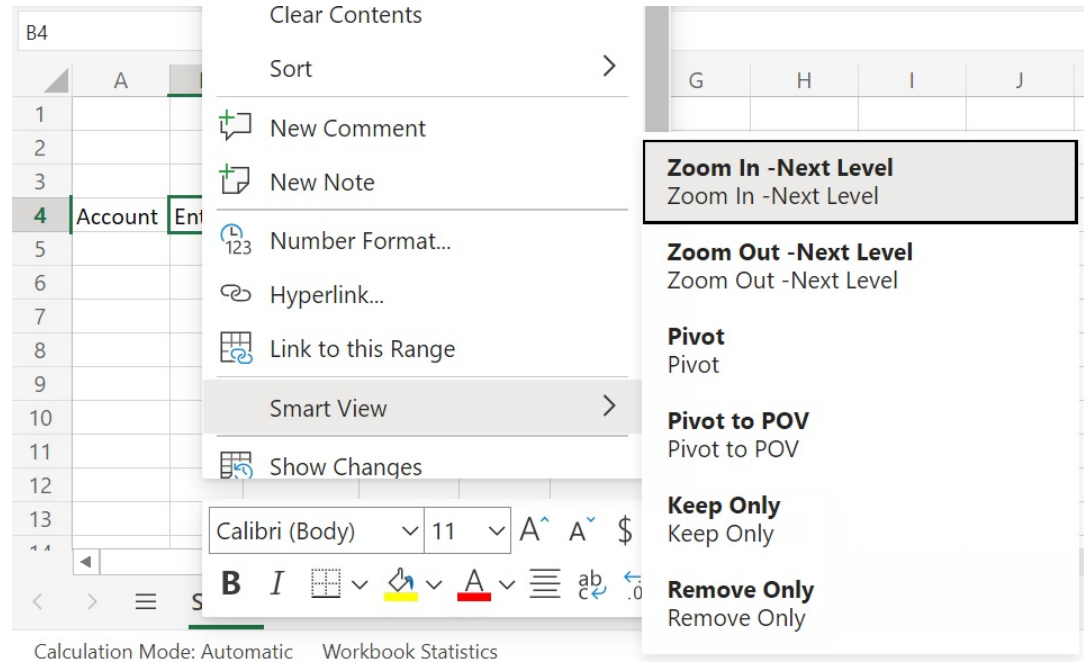 B4
Clear Contents
Sort
A
G H I J
1
New Comment
2
Zoom In -Next Level
Zoom In -Next Level
3
New Note
4 Account Ent
Number Format...
Zoom Out -Next Level
Zoom Out -Next Level
5
6
Hyperlink...
7
Pivot
Pivot
8
Link to this Range
9
Smart View
10
Pivot to POV
Pivot to POV
11
Show Changes
12
13
Calibri (Body) 11 A A $
Keep Only
Keep Only
B I A ab
Remove Only
Remove Only
Calculation Mode: Automatic Workbook Statistics